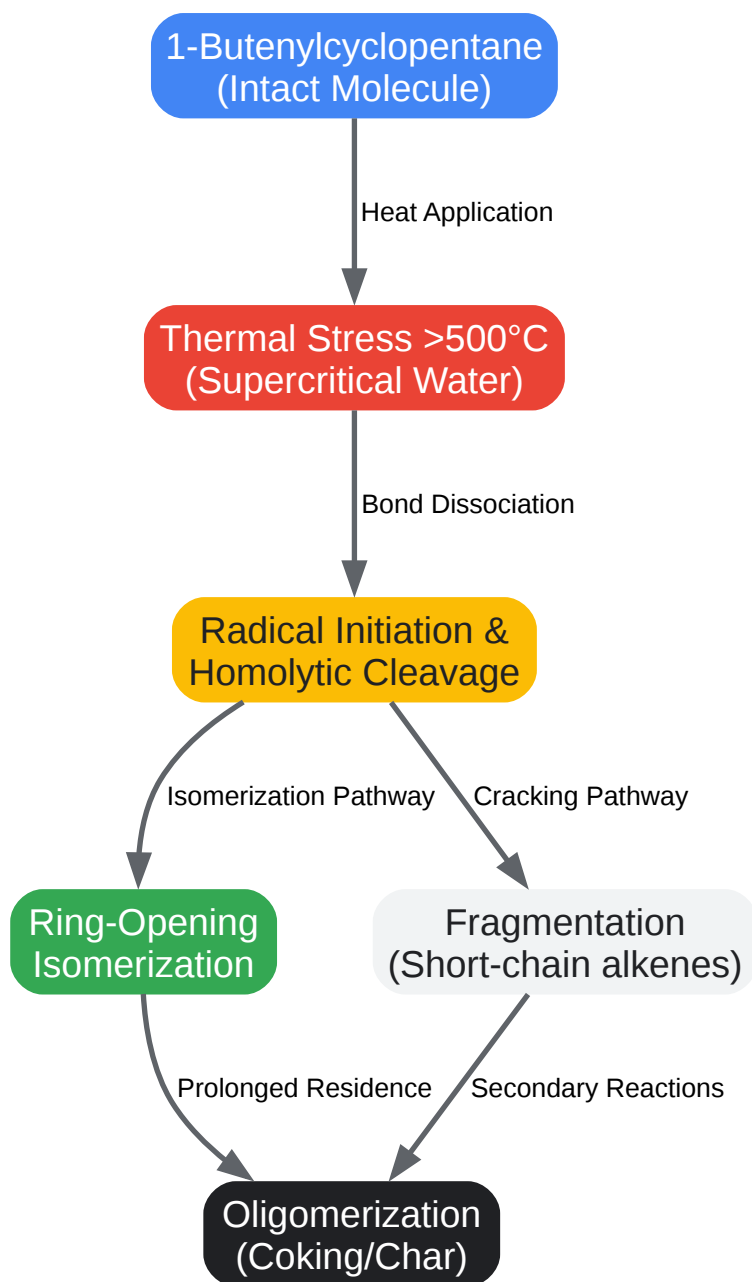 1-Butenylcyclopentane
(Intact Molecule)
Heat Application
Thermal Stress >500°C
(Supercritical Water)
Bond Dissociation
Radical Initiation &
Homolytic Cleavage
Isomerization Pathway
Cracking Pathway
Ring-Opening
Isomerization
Fragmentation
(Short-chain alkenes)
Prolonged Residence
Secondary Reactions
Oligomerization
(Coking/Char)